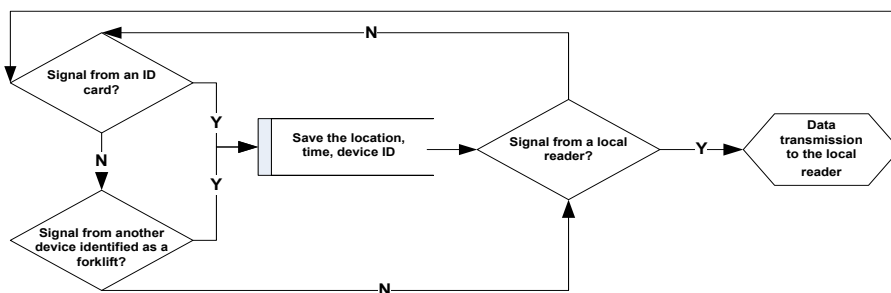 N
Signal from an ID
card?
Y
Save the location,
time, device ID
Signal from a local
reader?
Y
Data
transmission
to the local
reader
N
Y
Signal from another
device identified as a
forklift?
N